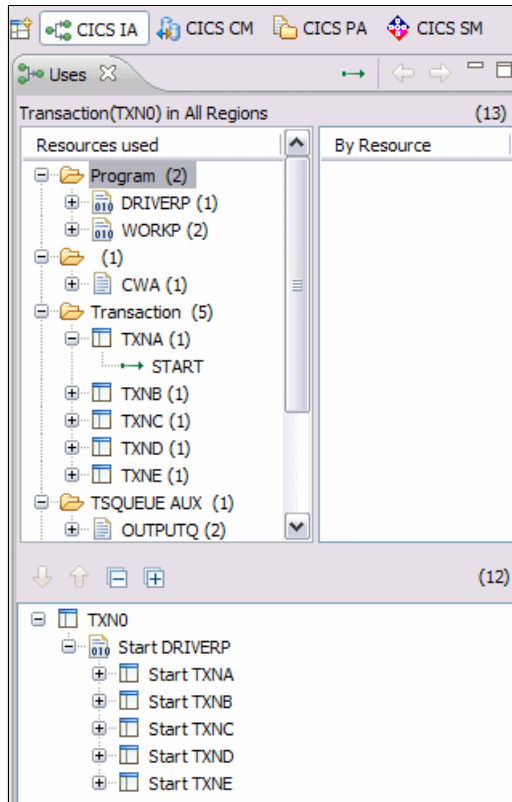 CICS IA CICS CM CICS PA CICS SM
Uses
Transaction(TXN0) in All Regions (13)
Resources used By Resource
Program (2)
DRIVERP (1)
WORKP (2)
(1)
CWA (1)
Transaction (5)
TXNA (1)
START
TXNB (1)
TXNC (1)
TXND (1)
TXNE (1)
TSQUEUE AUX (1)
OUTPUTQ (2)
(12)
TXN0
Start DRIVERP
Start TXNA
Start TXNB
Start TXNC
Start TXND
Start TXNE